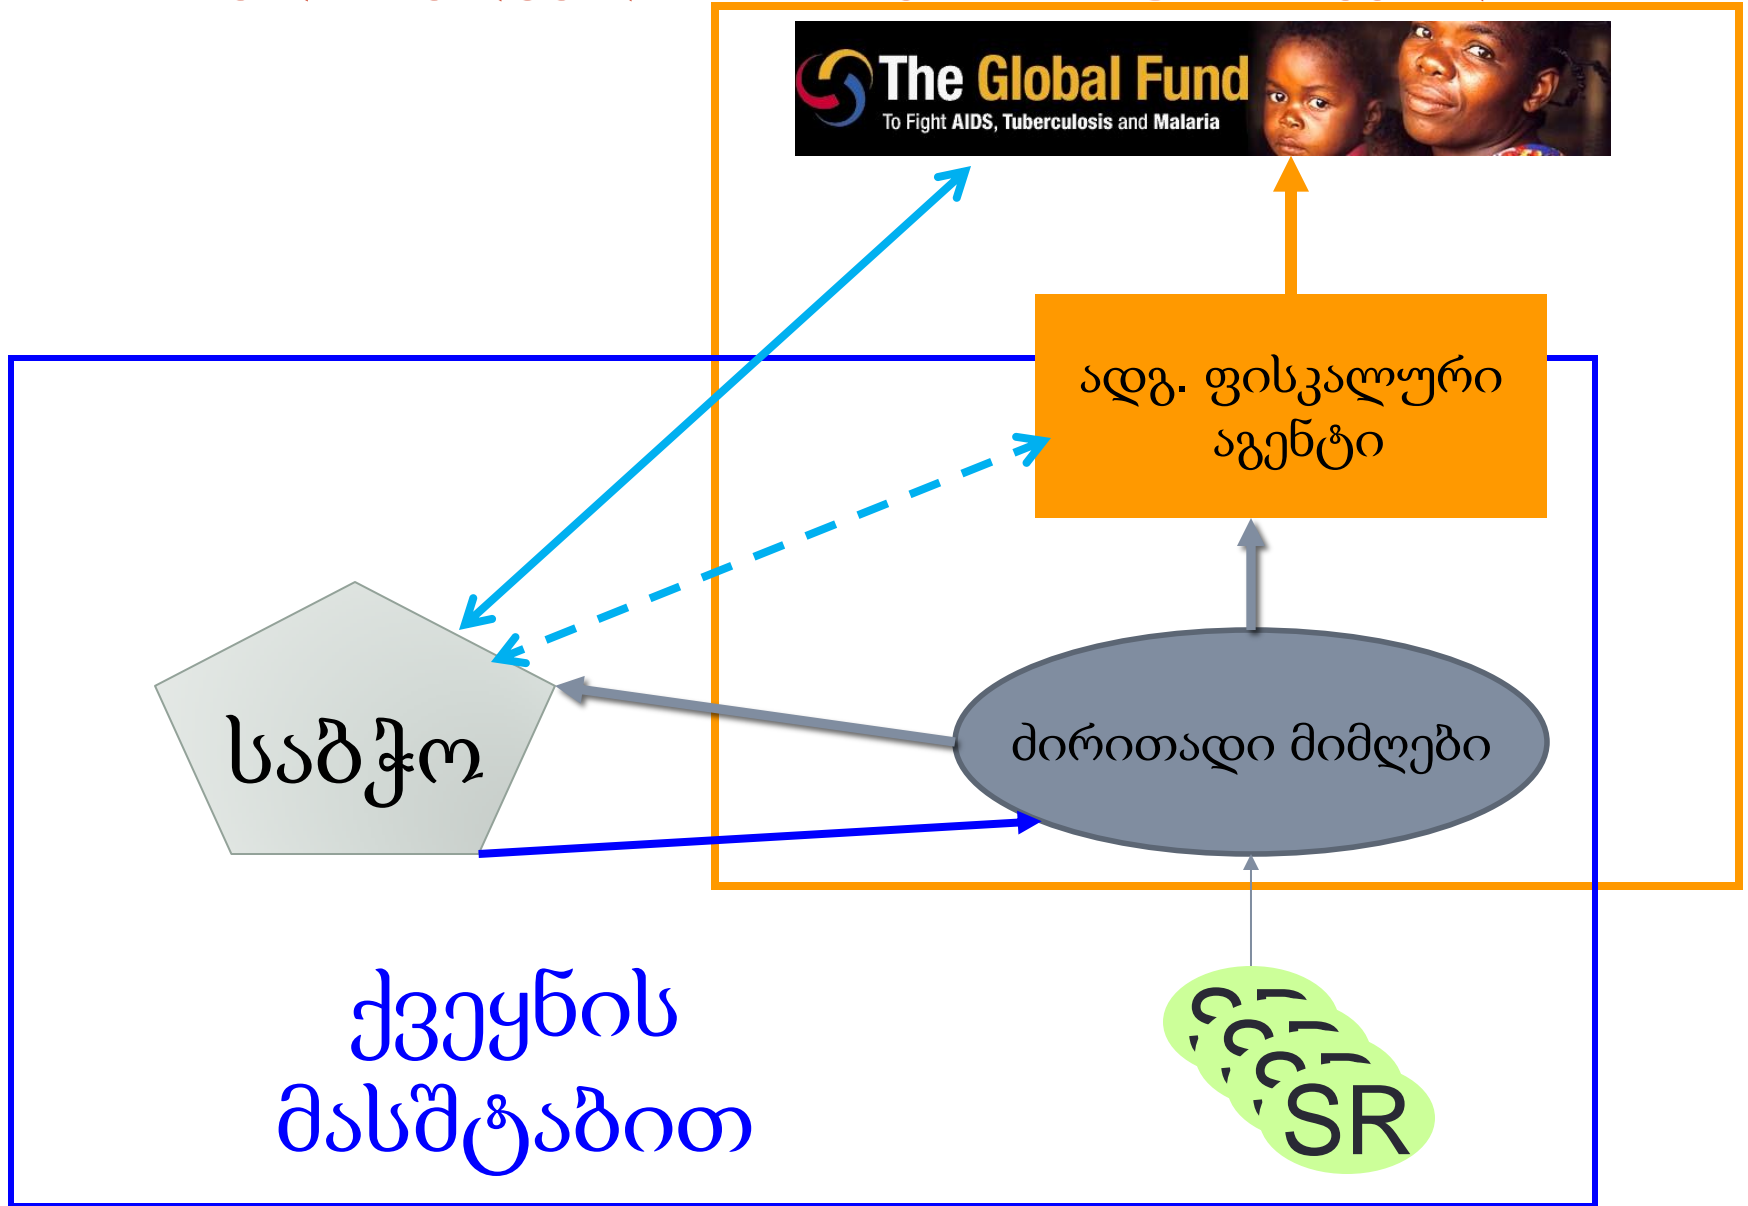 The Global Fund
To Fight AIDS, Tuberculosis and Malaria
ადგ. ფისკალური
აგენტი
საბჭო
ძირითადი მიმღები
ქვეყნის
მასშტაბით
SR